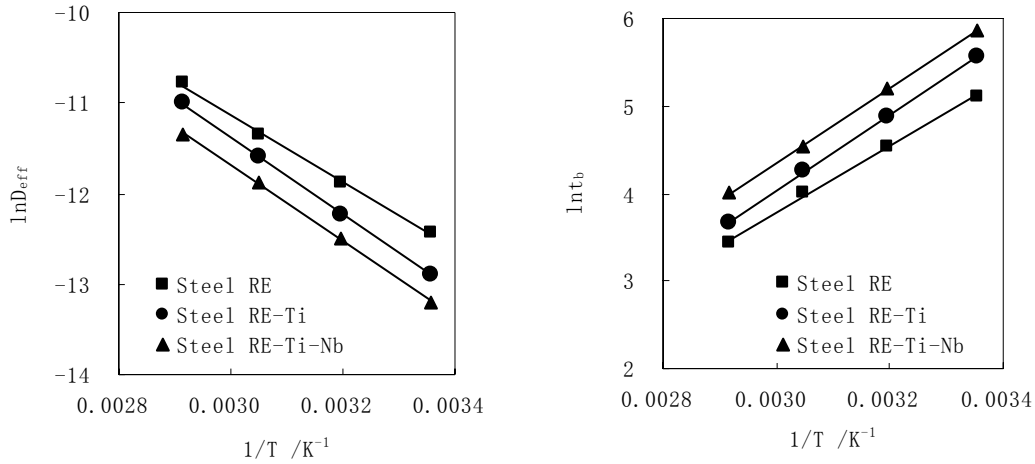 -10
-11
-12
-13
-14
lnDeff
Steel RE
Steel RE-Ti
Steel RE-Ti-Nb
0.0028 0.0030 0.0032 0.0034
1/T /K-1
6
5
4
3
2
lntb
Steel RE
Steel RE-Ti
Steel RE-Ti-Nb
0.0028 0.0030 0.0032 0.0034
1/T /K-1